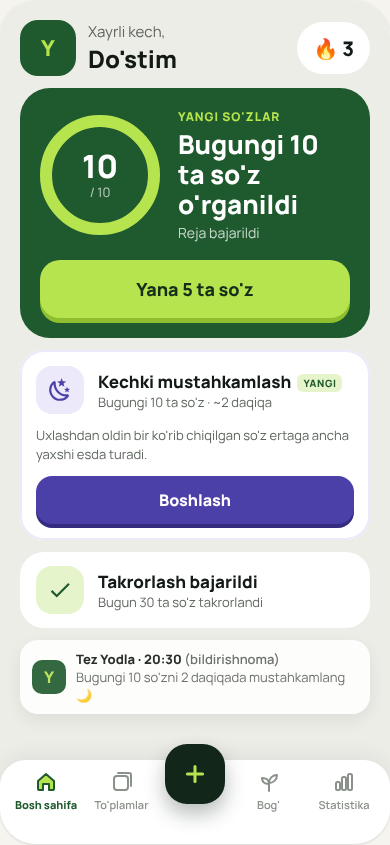 Y
Xayrli kech,
Do'stim
🔥 3
10
/ 10
YANGI SO'ZLAR
Bugungi 10
ta so'z
o'rganildi
Reja bajarildi
Yana 5 ta so'z
Kechki mustahkamlash YANGI
Bugungi 10 ta so'z · ~2 daqiqa
Uxlashdan oldin bir ko'rib chiqilgan so'z ertaga ancha
yaxshi esda turadi.
Boshlash
Takrorlash bajarildi
Bugun 30 ta so'z takrorlandi
Y
Tez Yodla · 20:30 (bildirishnoma)
Bugungi 10 so'zni 2 daqiqada mustahkamlang
🌙
Bosh sahifa
To'plamlar
+
Bog'
Statistika